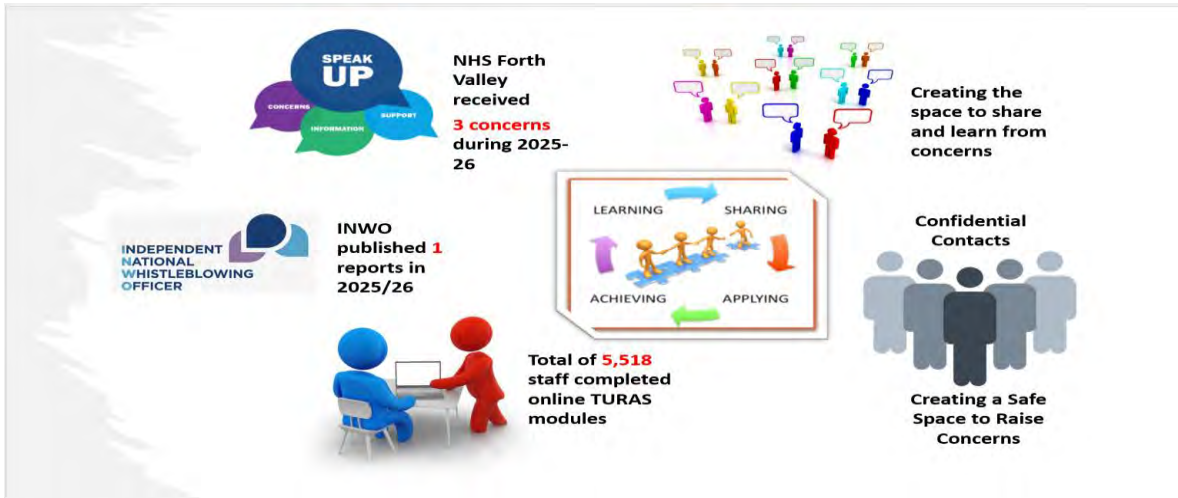 SPEAK
UP
CONCERNS
SUPPORT
INFORMATION
NHS Forth
Valley
received
3 concerns
during 2025-
26
Creating the
space to share
and learn from
concerns
INDEPENDENT
NATIONAL
WHISTLEBLOWING
OFFICER
INWO
published 1
reports in
2025/26
LEARNING
SHARING
ACHIEVING
APPLYING
Confidential
Contacts
Total of 5,518
staff completed
online TURAS
modules
Creating a Safe
Space to Raise
Concerns